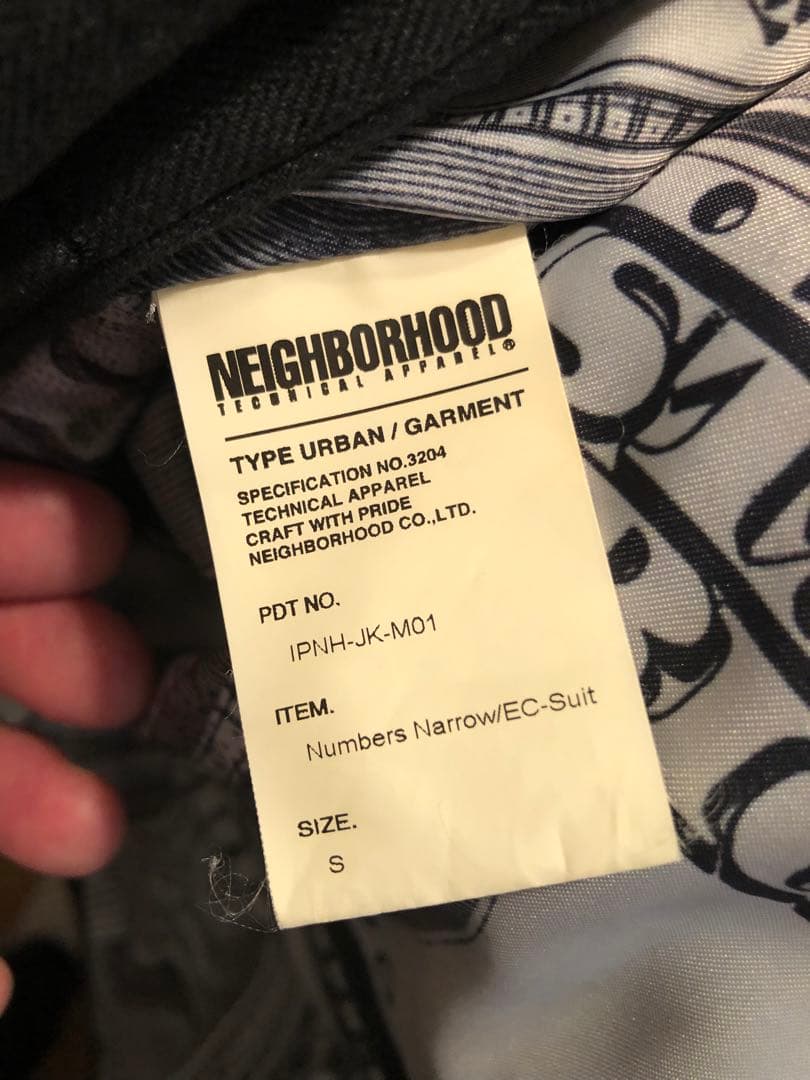 NEIGHBORHOOD
TECHNICAL APPAREL®
TYPE URBAN / GARMENT
SPECIFICATION NO.3204
TECHNICAL APPAREL
CRAFT WITH PRIDE
NEIGHBORHOOD CO.,LTD.
PDT NO.
IPNH-JK-M01
ITEM.
Numbers Narrow/EC-Suit
SIZE.
S